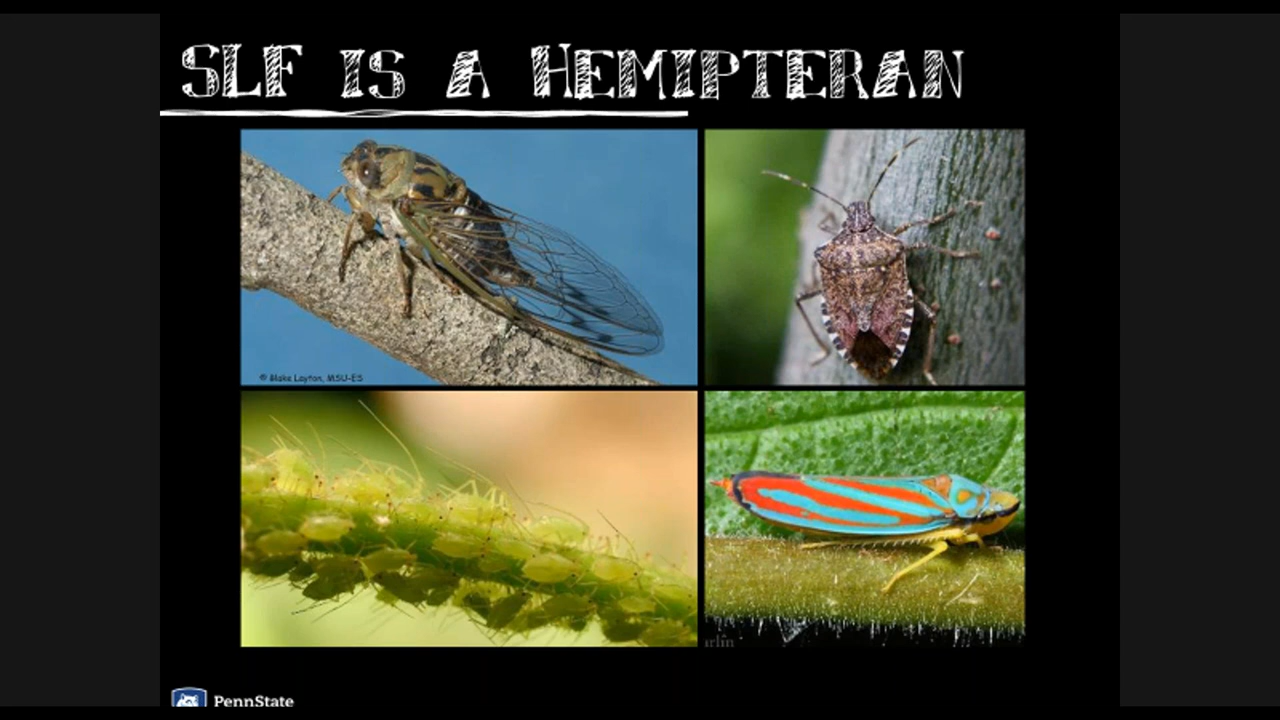 SLF IS A HEMIPTERAN
© Blake Layton, MSU-ES
PennState